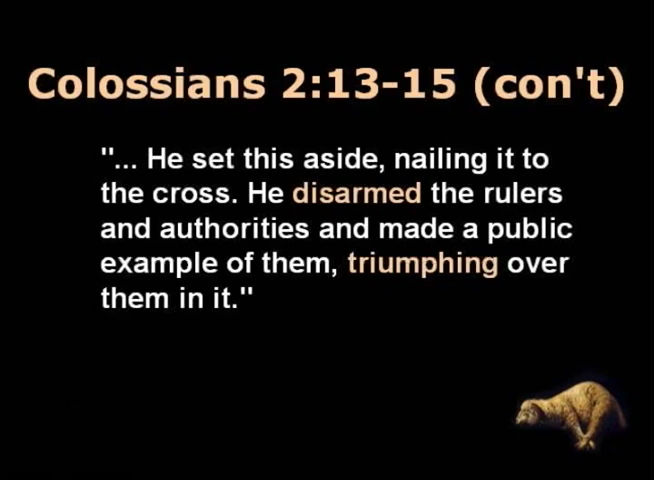 Colossians 2:13-15 (con't)
"... He set this aside, nailing it to
the cross. He disarmed the rulers
and authorities and made a public
example of them, triumphing over
them in it."